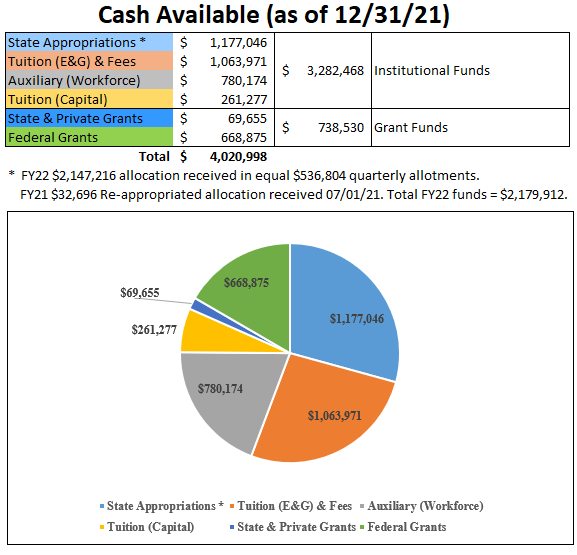 Cash Available (as of 12/31/21)
State Appropriations * $ 1,177,046
Tuition (E&G) & Fees $ 1,063,971
$ 3,282,468 Institutional Funds
Auxiliary (Workforce) $ 780,174
Tuition (Capital) $ 261,277
State & Private Grants $ 69,655
$ 738,530 Grant Funds
Federal Grants $ 668,875
Total $ 4,020,998
* FY22 $2,147,216 allocation received in equal $536,804 quarterly allotments.
FY21 $32,696 Re-appropriated allocation received 07/01/21. Total FY22 funds = $2,179,912.
$668,875
$69,655
$1,177,046
$261,277
$780,174
$1,063,971
State Appropriations * Tuition (E&G) & Fees Auxiliary (Workforce)
Tuition (Capital) State & Private Grants Federal Grants